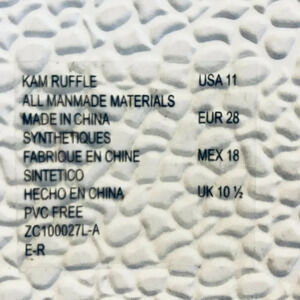 KAM RUFFLE USA 11
ALL MANMADE MATERIALS
MADE IN CHINA EUR 28
SYNTHETIQUES
FABRIQUE EN CHINE MEX 18
SINTETICO
HECHO EN CHINA UK 10 ½
PVC FREE
ZC100027L-A
E-R